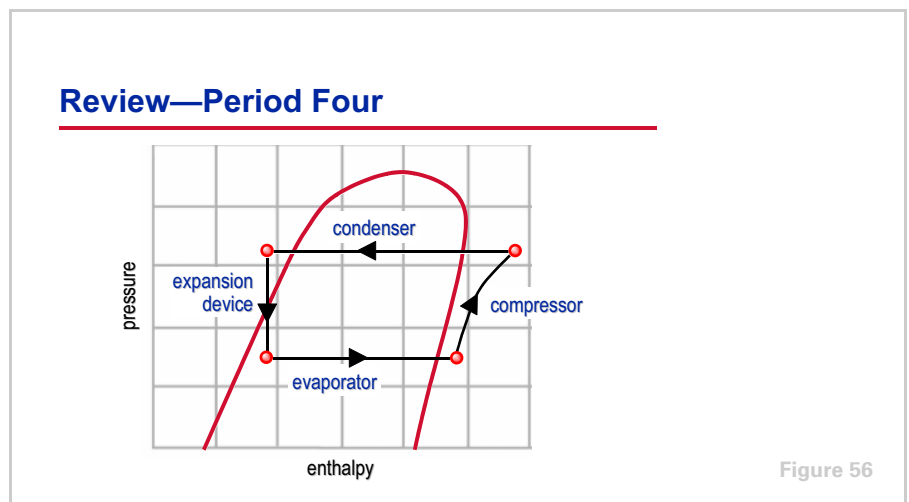 Review—Period Four
condenser
expansion
device
compressor
evaporator
pressure
enthalpy
Figure 56